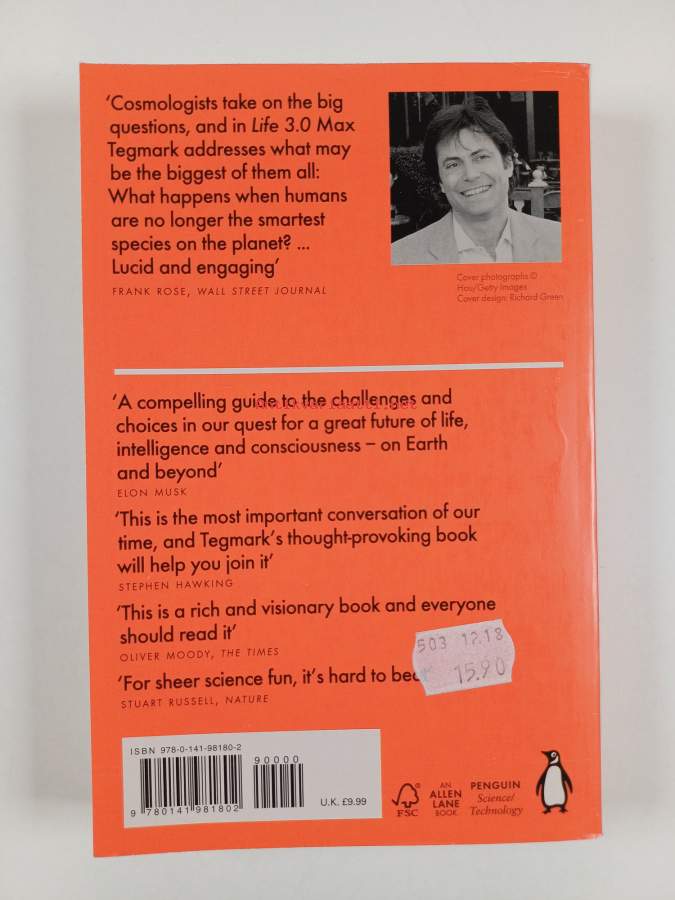 ‘Cosmologists take on the big
questions, and in Life 3.0 Max
Tegmark addresses what may
be the biggest of them all:
What happens when humans
are no longer the smartest
species on the planet? ...
Lucid and engaging’
FRANK ROSE, WALL STREET JOURNAL
Cover photographs ©
Hou/Getty Images
Cover design: Richard Green
‘A compelling guide to the challenges and
antikvariaatti.net
choices in our quest for a great future of life,
intelligence and consciousness – on Earth
and beyond’
ELON MUSK
‘This is the most important conversation of our
time, and Tegmark’s thought-provoking book
will help you join it’
STEPHEN HAWKING
‘This is a rich and visionary book and everyone
should read it’
OLIVER MOODY, THE TIMES
503 12.18
15.90
‘For sheer science fun, it’s hard to
STUART RUSSELL, NATURE
ISBN 978-0-141-98180-2
90000
9 780141 981802
U.K. £9.99
FSC
AN
ALLEN
LANE
BOOK
PENGUIN
Science/
Technology